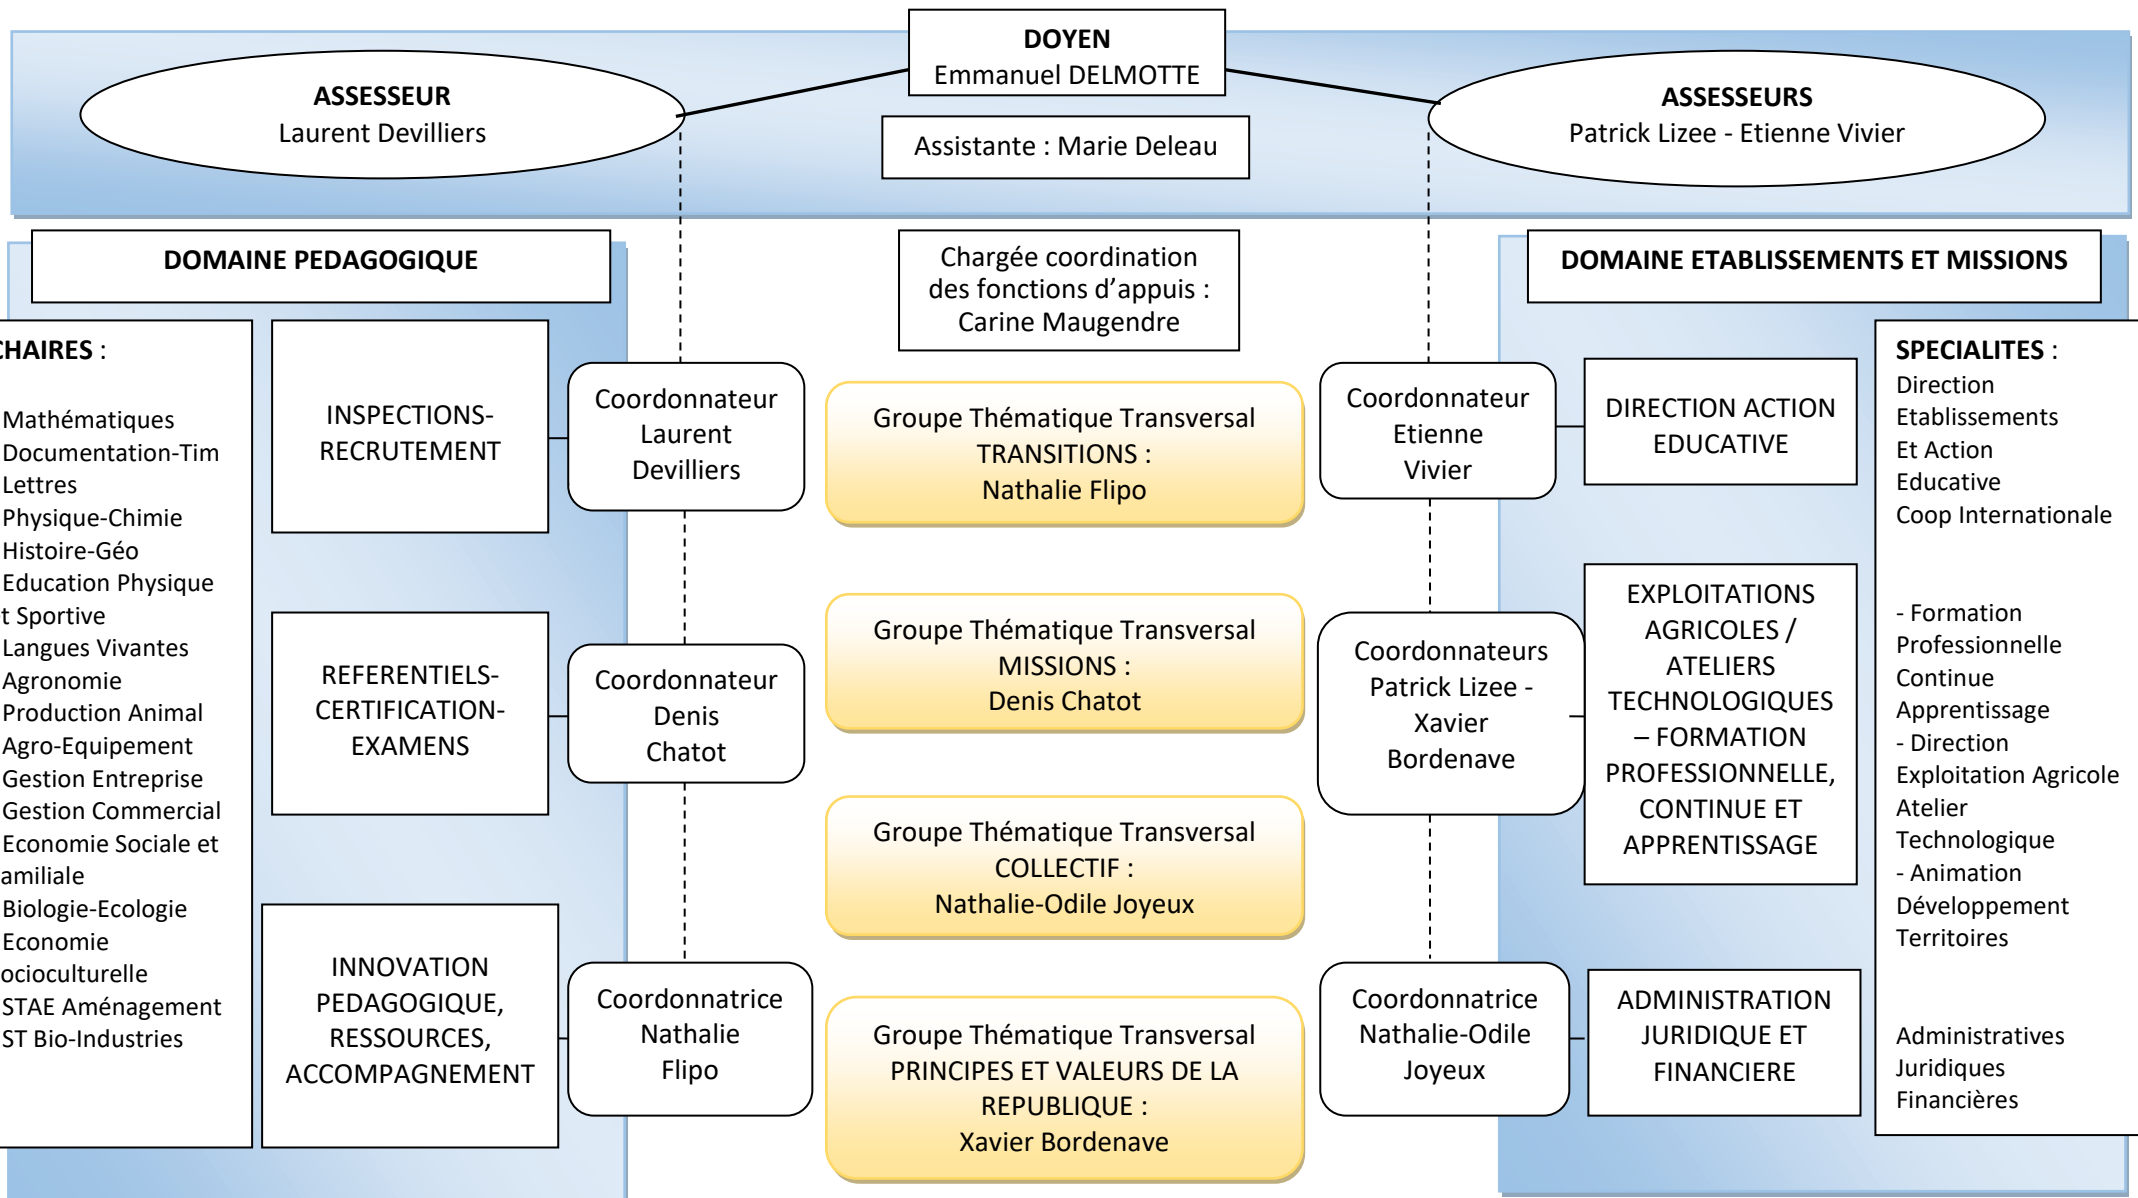 DOYEN
Emmanuel DELMOTTE
ASSESSEUR
Laurent Devilliers
ASSESSEURS
Patrick Lizee - Etienne Vivier
Assistante : Marie Deleau
DOMAINE PEDAGOGIQUE
Chargée coordination
des fonctions d’appuis :
Carine Maugendre
DOMAINE ETABLISSEMENTS ET MISSIONS
CHAIRES :
Mathématiques
Documentation-Tim
Lettres
Physique-Chimie
Histoire-Géo
Education Physique
t Sportive
Langues Vivantes
Agronomie
Production Animal
Agro-Equipement
Gestion Entreprise
Gestion Commercial
Economie Sociale et
amiliale
Biologie-Ecologie
Economie
ocioculturelle
STAE Aménagement
ST Bio-Industries
INSPECTIONS-
RECRUTEMENT
Coordonnateur
Laurent
Devilliers
REFERENTIELS-
CERTIFICATION-
EXAMENS
Coordonnateur
Denis
Chatot
INNOVATION
PEDAGOGIQUE,
RESSOURCES,
ACCOMPAGNEMENT
Coordonnatrice
Nathalie
Flipo
Groupe Thématique Transversal
TRANSITIONS :
Nathalie Flipo
Groupe Thématique Transversal
MISSIONS :
Denis Chatot
Groupe Thématique Transversal
COLLECTIF :
Nathalie-Odile Joyeux
Groupe Thématique Transversal
PRINCIPES ET VALEURS DE LA
REPUBLIQUE :
Xavier Bordenave
Coordonnateur
Etienne
Vivier
DIRECTION ACTION
EDUCATIVE
Coordonnateurs
Patrick Lizee -
Xavier
Bordenave
EXPLOITATIONS
AGRICOLES /
ATELIERS
TECHNOLOGIQUES
– FORMATION
PROFESSIONNELLE,
CONTINUE ET
APPRENTISSAGE
Coordonnatrice
Nathalie-Odile
Joyeux
ADMINISTRATION
JURIDIQUE ET
FINANCIERE
SPECIALITES :
Direction
Etablissements
Et Action
Educative
Coop Internationale
- Formation
Professionnelle
Continue
Apprentissage
- Direction
Exploitation Agricole
Atelier
Technologique
- Animation
Développement
Territoires
Administratives
Juridiques
Financières